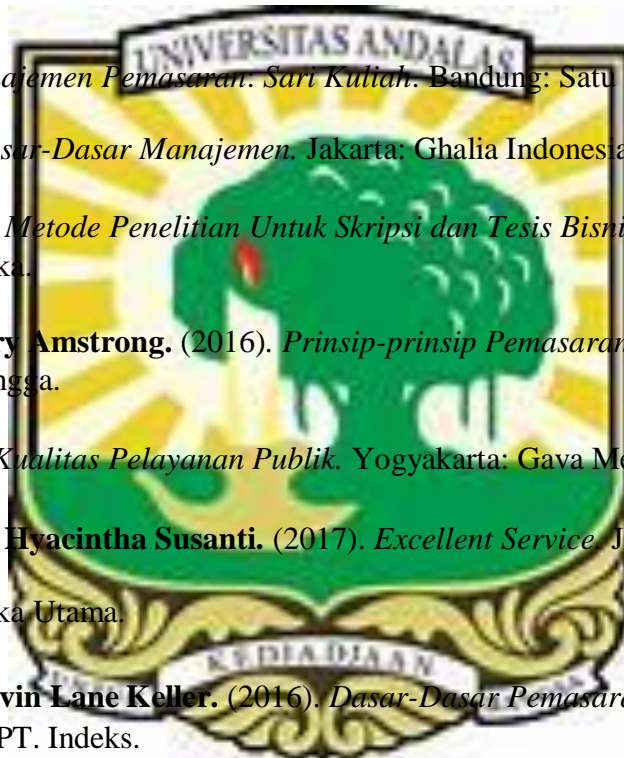 UNIVERSITAS ANDALAS
ajemen Pemasaran: Sari Kuliah. Bandung: Satu
sar-Dasar Manajemen. Jakarta: Ghalia Indonesia
Metode Penelitian Untuk Skripsi dan Tesis Bisni
ka.
ry Amstrong. (2016). Prinsip-prinsip Pemasaran
ngga.
Kualitas Pelayanan Publik. Yogyakarta: Gava Me
Hyacintha Susanti. (2017). Excellent Service. J
ka Utama.
KEDJADJAAN
vin Lane Keller. (2016). Dasar-Dasar Pemasara
PT. Indeks.